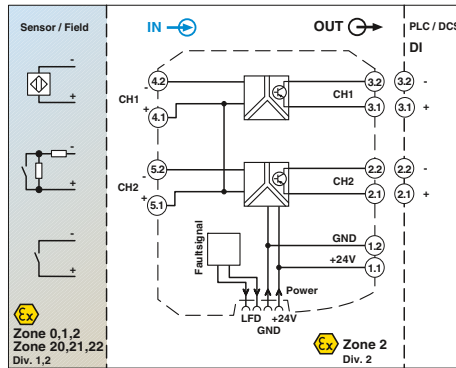 Sensor / Field
IN
OUT
PLC / DCS
DI
-
+
-
+
-
+
-
4.2
CH1
+
4.1
3.2
CH1
3.1
3.2
-
3.1
+
-
5.2
CH2
+
5.1
2.2
CH2
2.1
2.2
-
2.1
+
Faultsignal
GND
1.2
+24V
1.1
Power
LFD
+24V
GND
Ex
Zone 0,1,2
Zone 20,21,22
Div. 1,2
Ex
Zone 2
Div. 2